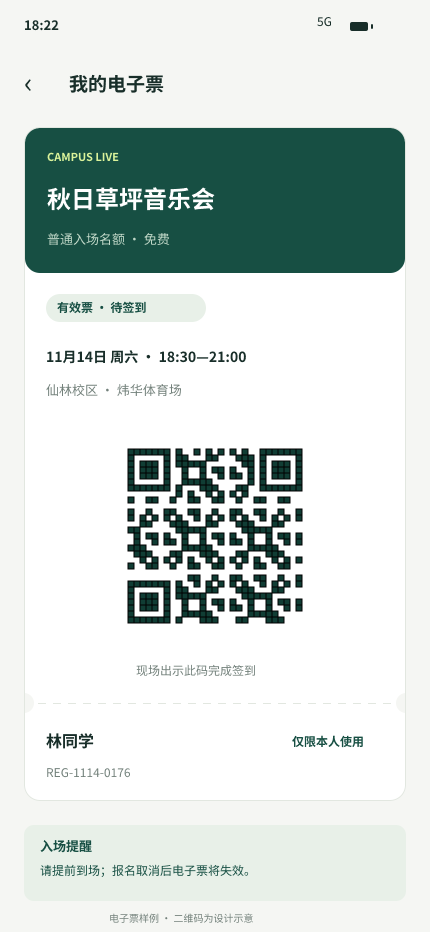 18:22
5G
我的电子票
CAMPUS LIVE
秋日草坪音乐会
普通入场名额 · 免费
有效票 · 待签到
11月14日 周六 · 18:30—21:00
仙林校区 · 炜华体育场
现场出示此码完成签到
林同学
仅限本人使用
REG-1114-0176
入场提醒
请提前到场；报名取消后电子票将失效。
电子票样例 · 二维码为设计示意